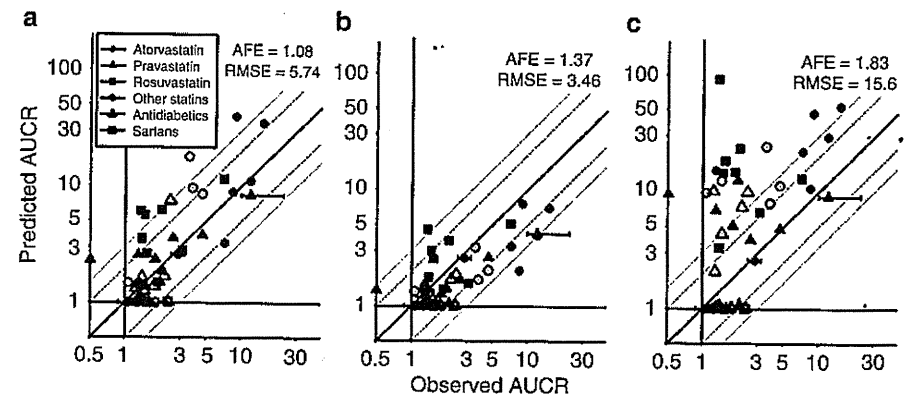 a
b
c
Atorvastatin
Pravastatin
Rosuvastatin
Other statins
Antidiabetics
Sartans
AFE = 1.08
RMSE = 5.74
AFE = 1.37
RMSE = 3.46
AFE = 1.83
RMSE = 15.6
Predicted AUCR
100
50
30
10
5
3
1
100
50
30
10
5
3
1
100
50
30
10
5
3
1
0.5 1 3 5 10 30
0.5 1 3 5 10 30
0.5 1 3 5 10 30
Observed AUCR